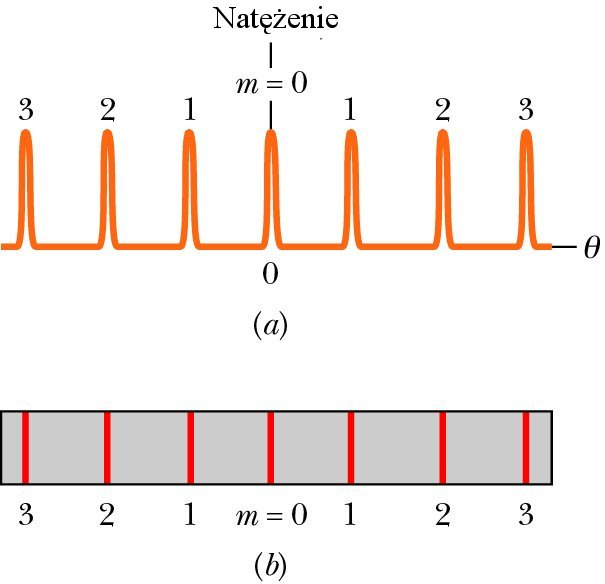 Natężenie
m = 0
3 2 1 1 2 3
θ
0
(a)
3 2 1 m = 0 1 2 3
(b)